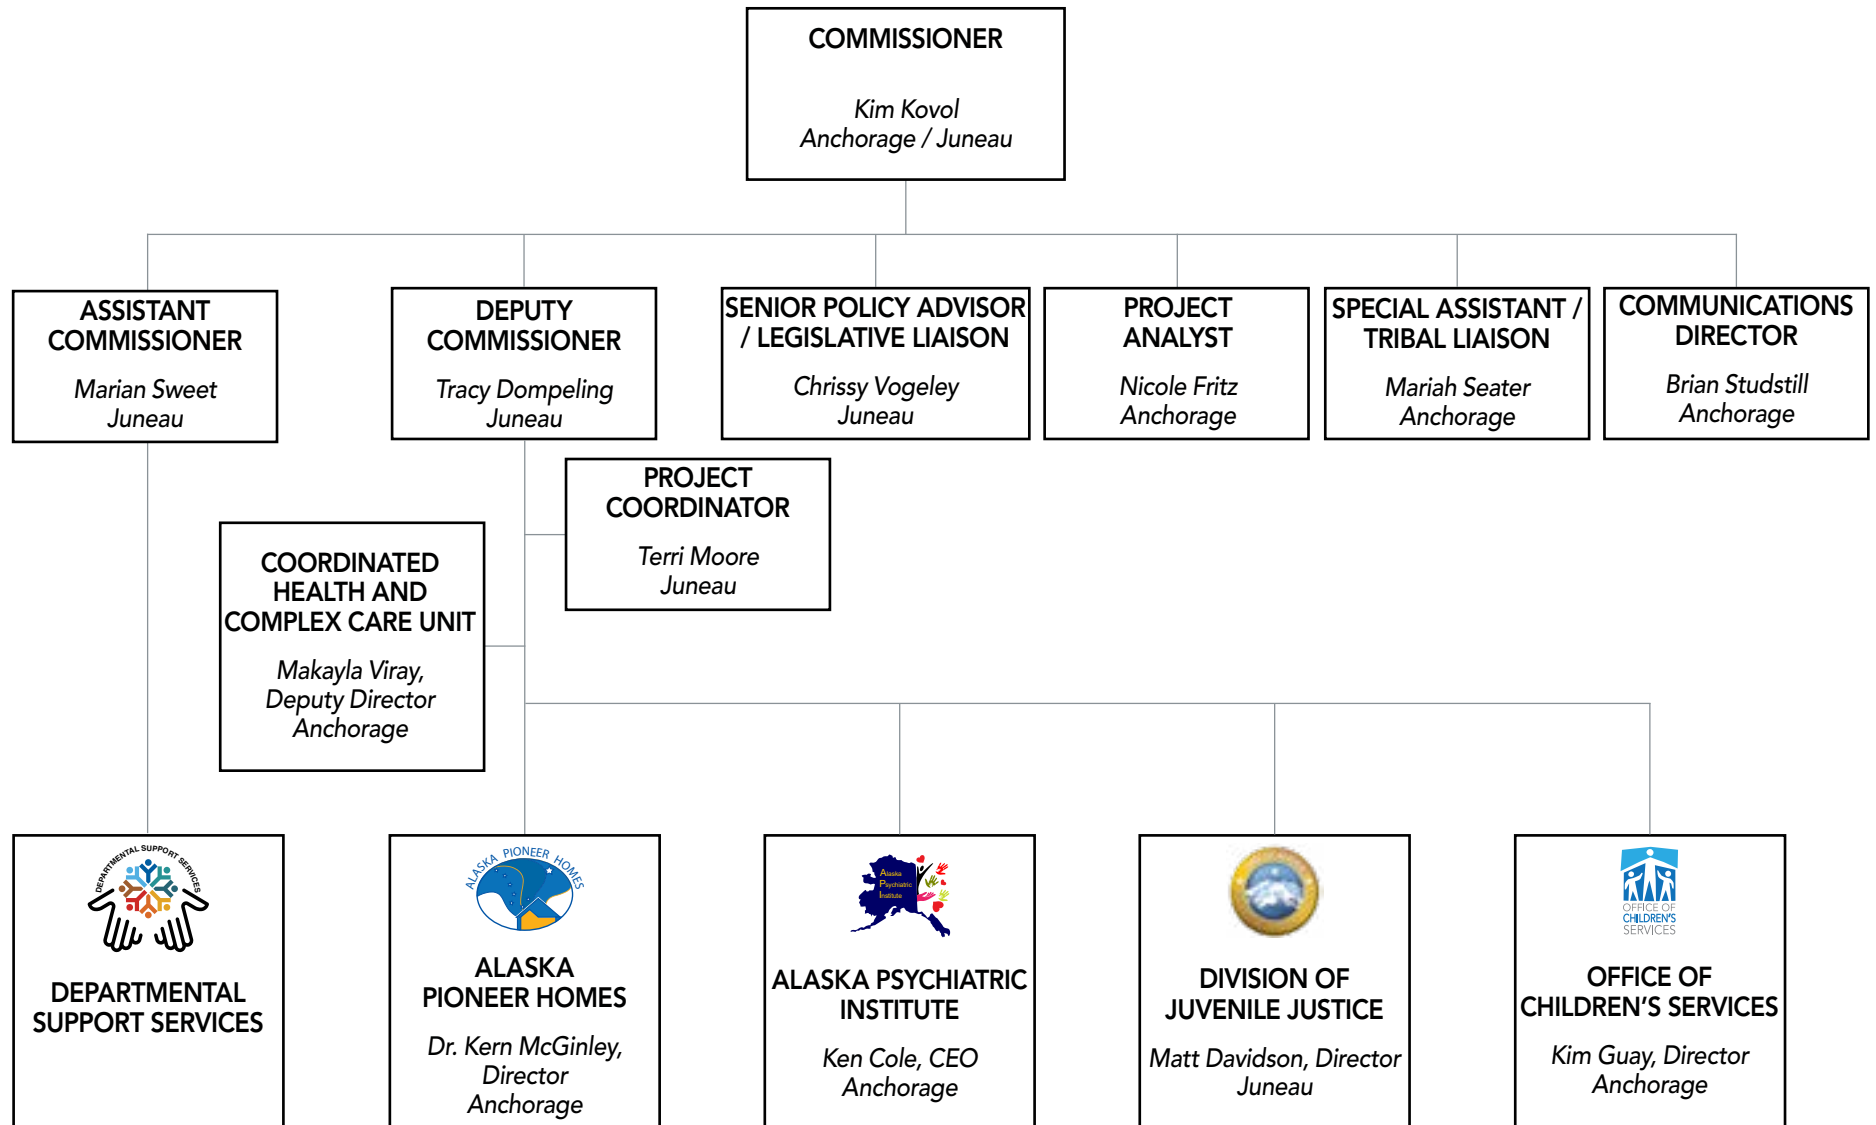 COMMISSIONER
Kim Kovol
Anchorage / Juneau
ASSISTANT
COMMISSIONER
Marian Sweet
Juneau
DEPUTY
COMMISSIONER
Tracy Dompeling
Juneau
SENIOR POLICY ADVISOR
/ LEGISLATIVE LIAISON
Chrissy Vogeley
Juneau
PROJECT
ANALYST
Nicole Fritz
Anchorage
SPECIAL ASSISTANT /
TRIBAL LIAISON
Mariah Seater
Anchorage
COMMUNICATIONS
DIRECTOR
Brian Studstill
Anchorage
PROJECT
COORDINATOR
Terri Moore
Juneau
COORDINATED
HEALTH AND
COMPLEX CARE UNIT
Makayla Viray,
Deputy Director
Anchorage
DEPARTMENTAL SUPPORT SERVICES
DEPARTMENTAL
SUPPORT SERVICES
ALASKA PIONEER HOMES
ALASKA
PIONEER HOMES
Dr. Kern McGinley,
Director
Anchorage
Alaska
Psychiatric
Institute
ALASKA PSYCHIATRIC
INSTITUTE
Ken Cole, CEO
Anchorage
DIVISION OF
JUVENILE JUSTICE
Matt Davidson, Director
Juneau
OFFICE OF
CHILDREN'S
SERVICES
OFFICE OF
CHILDREN'S SERVICES
Kim Guay, Director
Anchorage